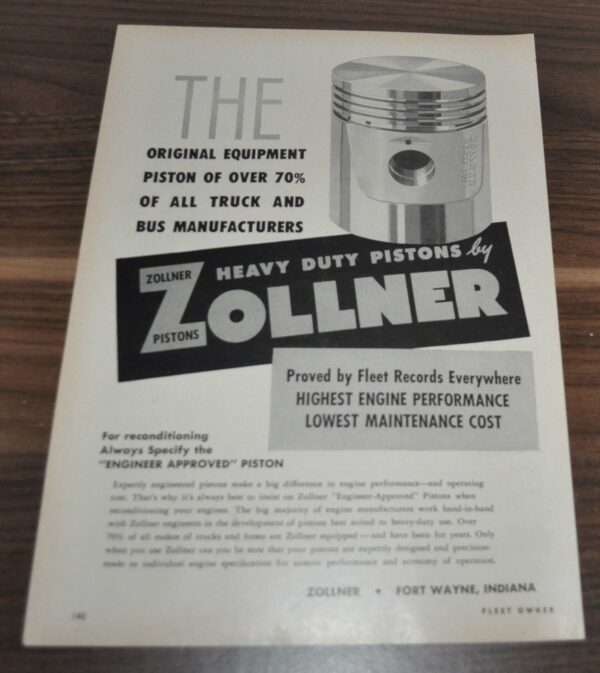 THE
ORIGINAL EQUIPMENT
PISTON OF OVER 70%
OF ALL TRUCK AND
BUS MANUFACTURERS
ZOLLNER
PISTONS
HEAVY DUTY PISTONS by
ZOLLNER
Proved by Fleet Records Everywhere
HIGHEST ENGINE PERFORMANCE
LOWEST MAINTENANCE COST
For reconditioning
Always Specify the
"ENGINEER APPROVED" PISTON
Expertly engineered pistons make a big difference in engine performance—and operating
cost. That's why it's always best to insist on Zollner "Engineer-Approved" Pistons when
reconditioning your engines. The big majority of engine manufacturers work hand-in-hand
with Zollner engineers in the development of pistons best suited to heavy-duty use. Over
70% of all makes of trucks and buses are Zollner equipped—and have been for years. Only
when you use Zollner can you be sure that your pistons are expertly designed and precision-
made to individual engine specification for utmost performance and economy of operation.
ZOLLNER • FORT WAYNE, INDIANA
140
FLEET OWNER